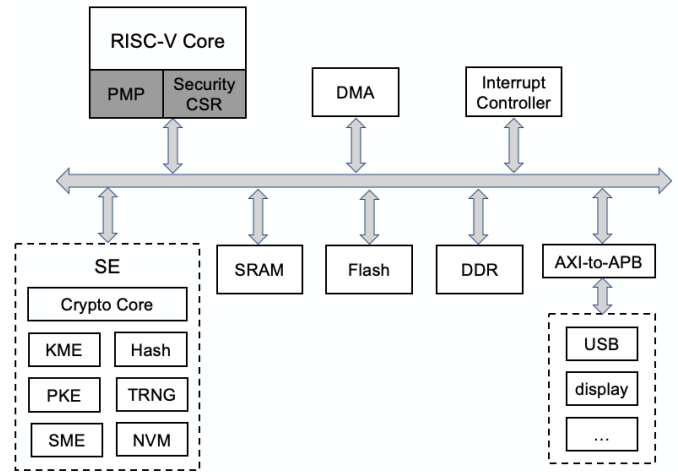 RISC-V Core
PMP
Security
CSR
DMA
Interrupt
Controller
SE
Crypto Core
KME
Hash
PKE
TRNG
SME
NVM
SRAM
Flash
DDR
AXI-to-APB
USB
display
...